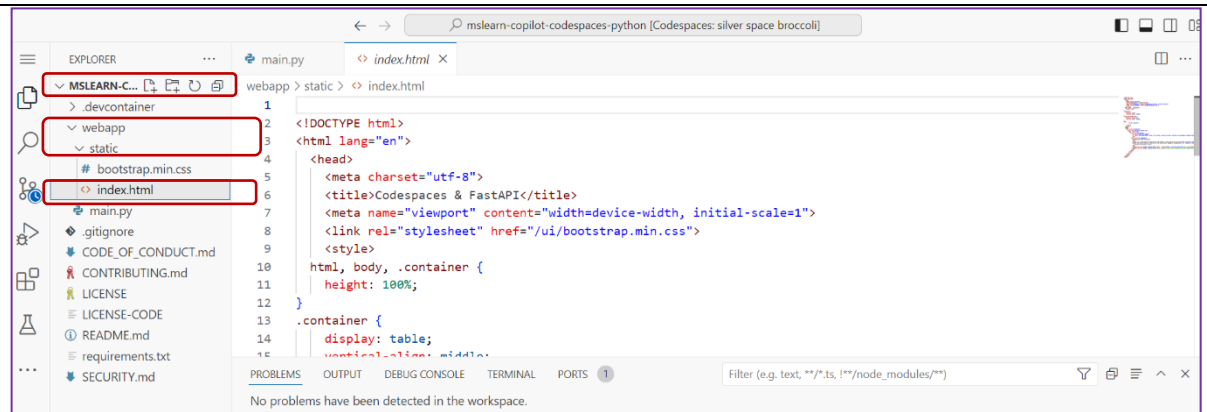 mslearn-copilot-codespaces-python [Codespaces: silver space broccoli]
EXPLORER ...
main.py
index.html
MSLEARN-C...
webapp > static > index.html
.devcontainer
webapp
static
bootstrap.min.css
index.html
main.py
.gitignore
CODE_OF_CONDUCT.md
CONTRIBUTING.md
LICENSE
LICENSE-CODE
README.md
requirements.txt
SECURITY.md
1
2 <!DOCTYPE html>
3 <html lang="en">
4 <head>
5 <meta charset="utf-8">
6 <title>Codespaces & FastAPI</title>
7 <meta name="viewport" content="width=device-width, initial-scale=1">
8 <link rel="stylesheet" href="/ui/bootstrap.min.css">
9 <style>
10 html, body, .container {
11 height: 100%;
12 }
13 .container {
14 display: table;
15 vertical-align: middle;
PROBLEMS OUTPUT DEBUG CONSOLE TERMINAL PORTS 1
Filter (e.g. text, **/*.ts, !**/node_modules/**)
No problems have been detected in the workspace.